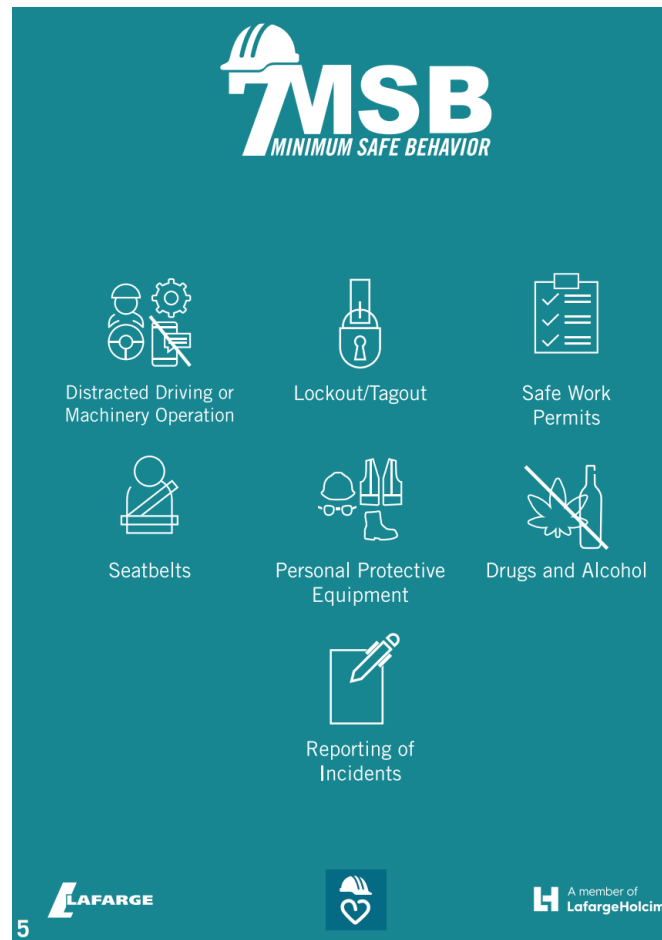 7MSB
MINIMUM SAFE BEHAVIOR
Distracted Driving or
Machinery Operation
Lockout/Tagout
Safe Work
Permits
Seatbelts
Personal Protective
Equipment
Drugs and Alcohol
Reporting of
Incidents
5
LAFARGE
A member of
LafargeHolcim